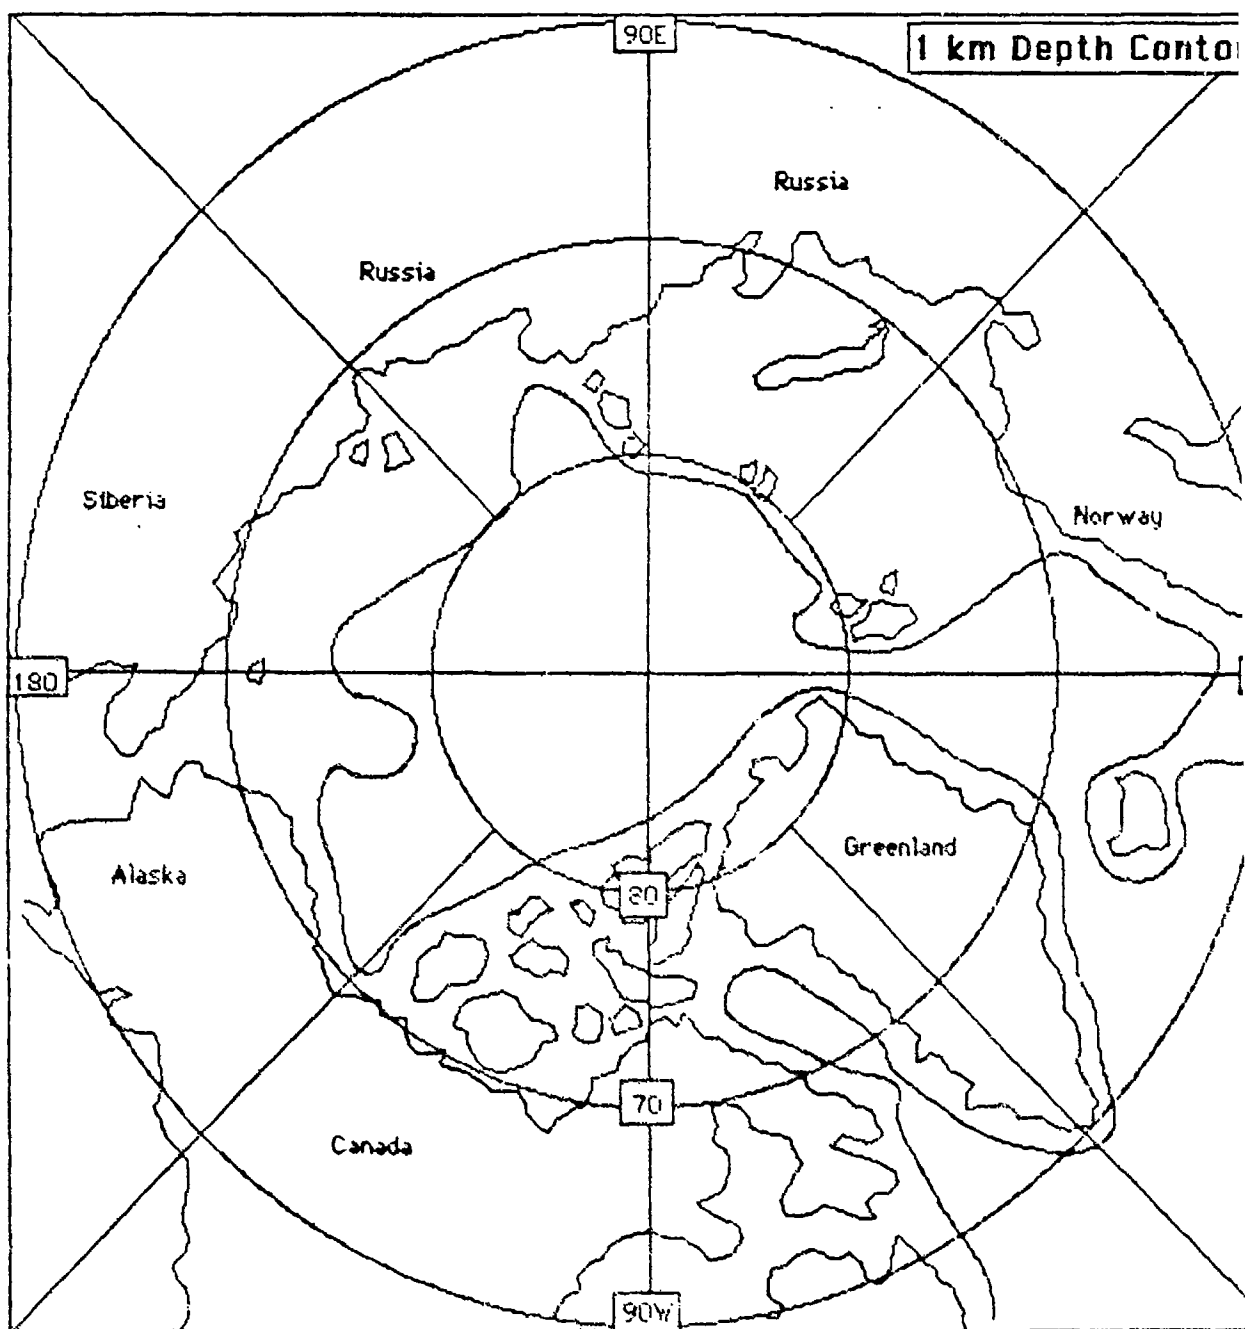 90E
1 km Depth Conto
Russia
Russia
Siberia
Norway
180
Greenland
Alaska
80
70
Canada
90W